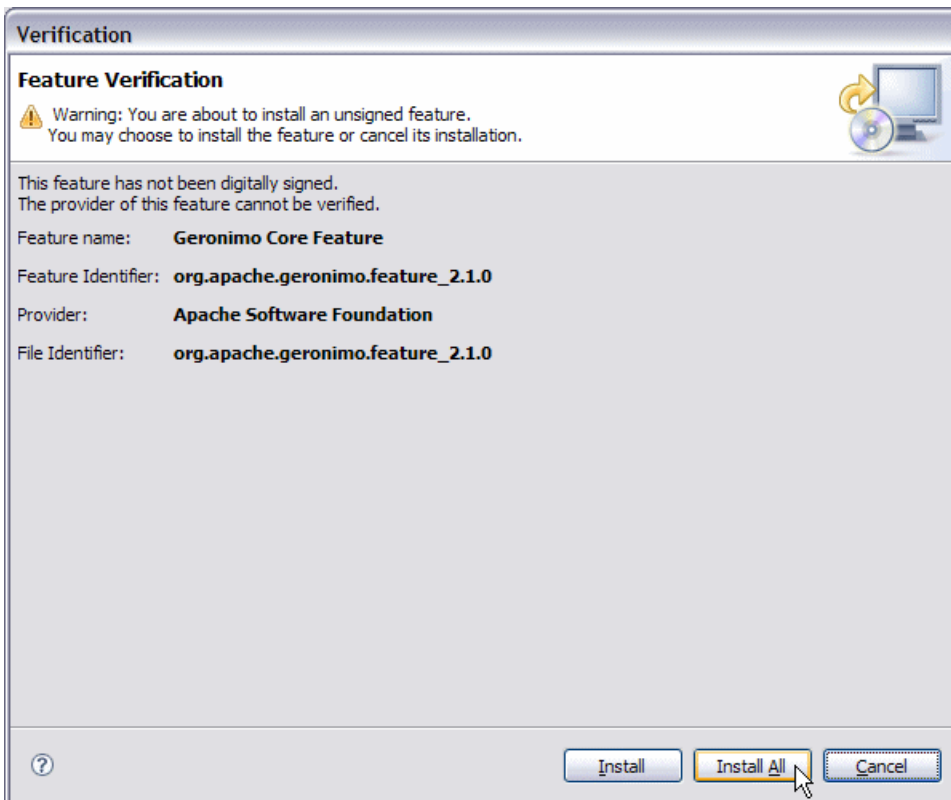 Verification
Feature Verification
Warning: You are about to install an unsigned feature.
You may choose to install the feature or cancel its installation.
This feature has not been digitally signed.
The provider of this feature cannot be verified.
Feature name: Geronimo Core Feature
Feature Identifier: org.apache.geronimo.feature_2.1.0
Provider: Apache Software Foundation
File Identifier: org.apache.geronimo.feature_2.1.0
? Install Install All Cancel